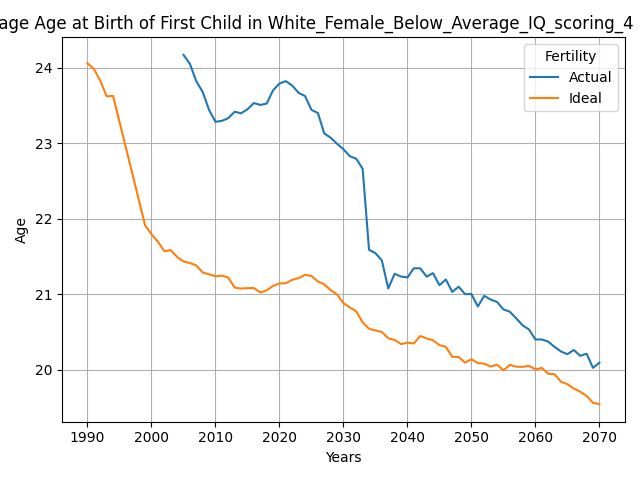 age Age at Birth of First Child in White_Female_Below_Average_IQ_scoring_4
Fertility
Actual
Ideal
Age
24
23
22
21
20
1990 2000 2010 2020 2030 2040 2050 2060 2070
Years